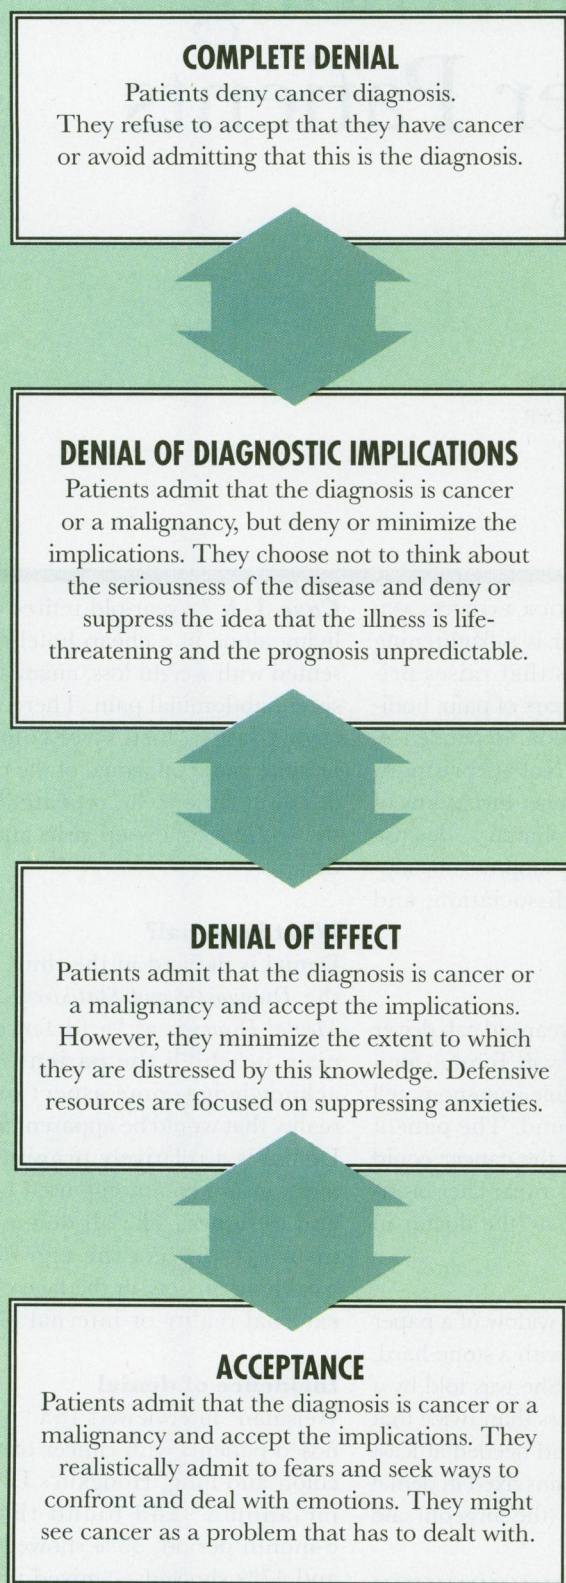 COMPLETE DENIAL
Patients deny cancer diagnosis.
They refuse to accept that they have cancer
or avoid admitting that this is the diagnosis.
DENIAL OF DIAGNOSTIC IMPLICATIONS
Patients admit that the diagnosis is cancer
or a malignancy, but deny or minimize the
implications. They choose not to think about
the seriousness of the disease and deny or
suppress the idea that the illness is life-
threatening and the prognosis unpredictable.
DENIAL OF EFFECT
Patients admit that the diagnosis is cancer or
a malignancy and accept the implications.
However, they minimize the extent to which
they are distressed by this knowledge. Defensive
resources are focused on suppressing anxieties.
ACCEPTANCE
Patients admit that the diagnosis is cancer or a
malignancy and accept the implications. They
realistically admit to fears and seek ways to
confront and deal with emotions. They might
see cancer as a problem that has to dealt with.